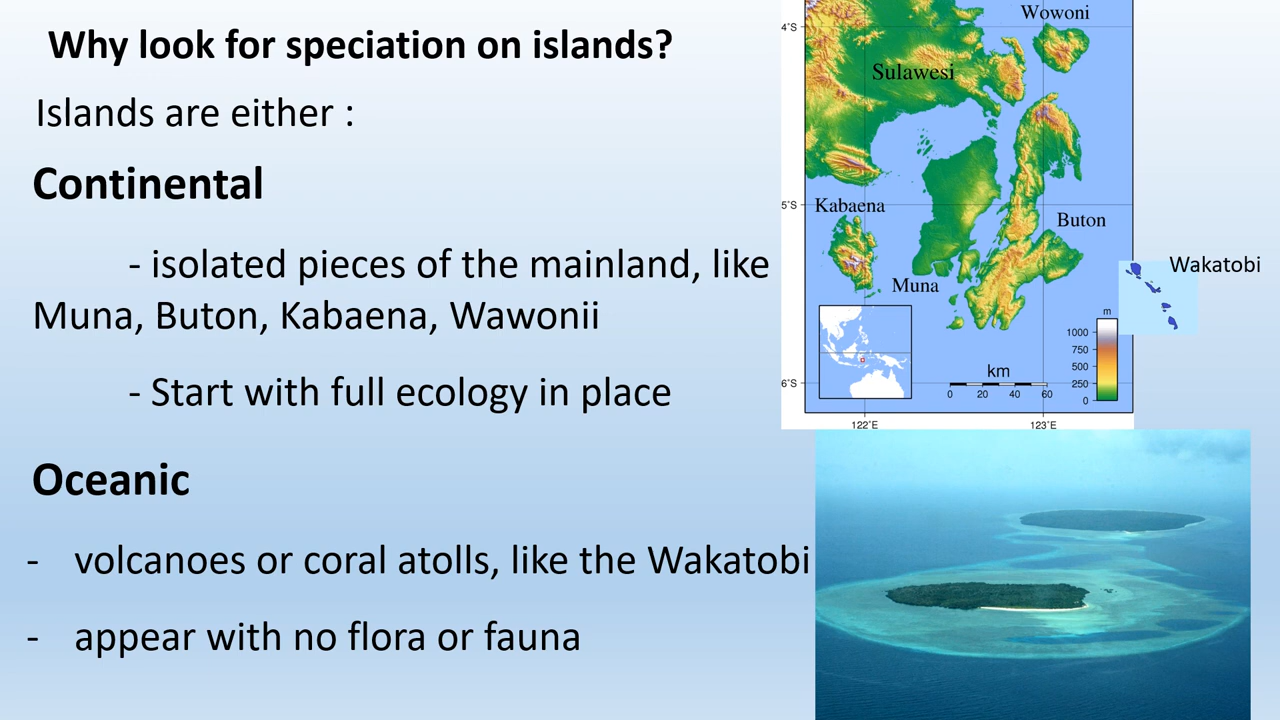 Why look for speciation on islands?
Islands are either :
Continental
- isolated pieces of the mainland, like
Muna, Buton, Kabaena, Wawonii
- Start with full ecology in place
Oceanic
- volcanoes or coral atolls, like the Wakatobi
- appear with no flora or fauna
Wowoni
4°S
Sulawesi
5°S
Kabaena
Buton
Muna
Wakatobi
m
1000
750
500
250
0
km
0 20 40 60
6°S
122°E 123°E